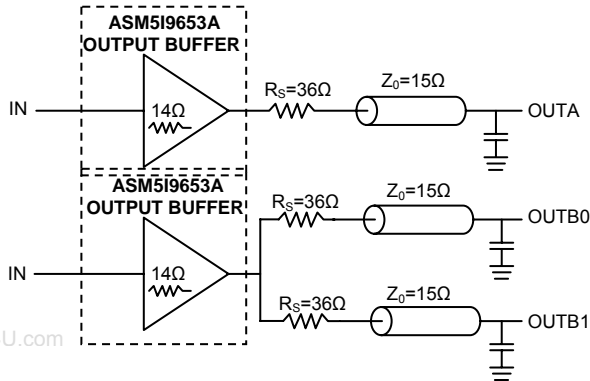 ASM5I9653A
OUTPUT BUFFER
IN
14Ω
RS=36Ω
Z0=15Ω
OUTA
ASM5I9653A
OUTPUT BUFFER
IN
14Ω
RS=36Ω
Z0=15Ω
OUTB0
RS=36Ω
Z0=15Ω
OUTB1
U.com